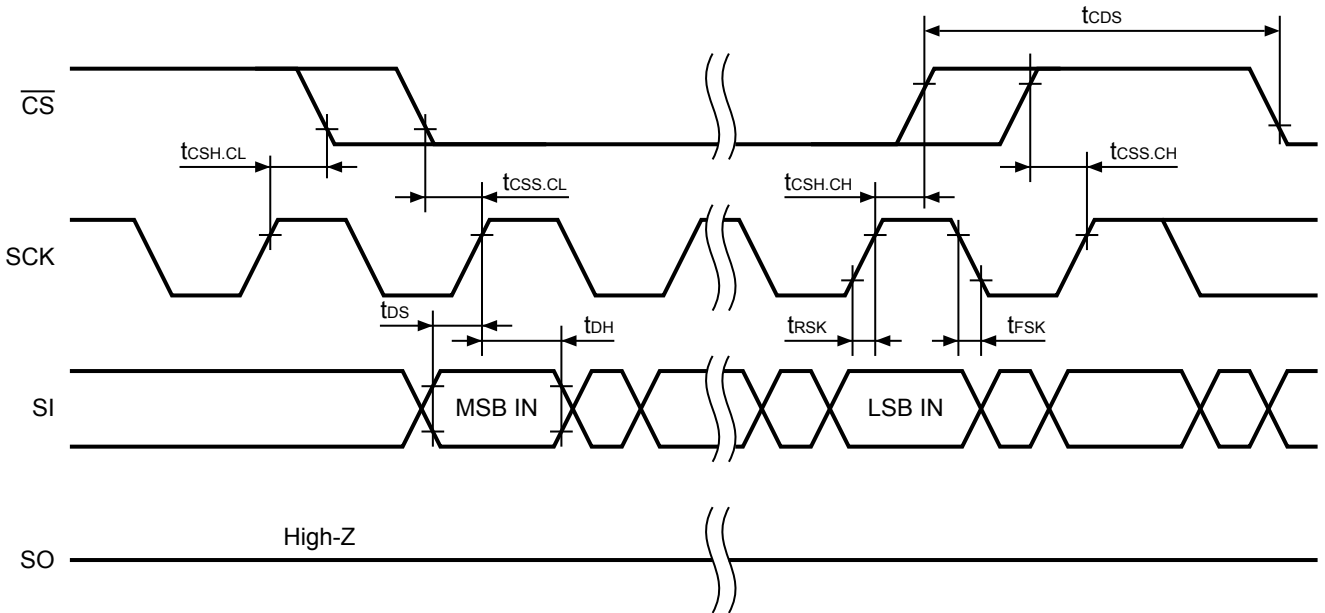 tCDS
CS
tCSH.CL
tCSS.CL
tCSH.CH
tCSS.CH
SCK
tDS
tDH
tRSK
tFSK
SI
MSB IN
LSB IN
High-Z
SO